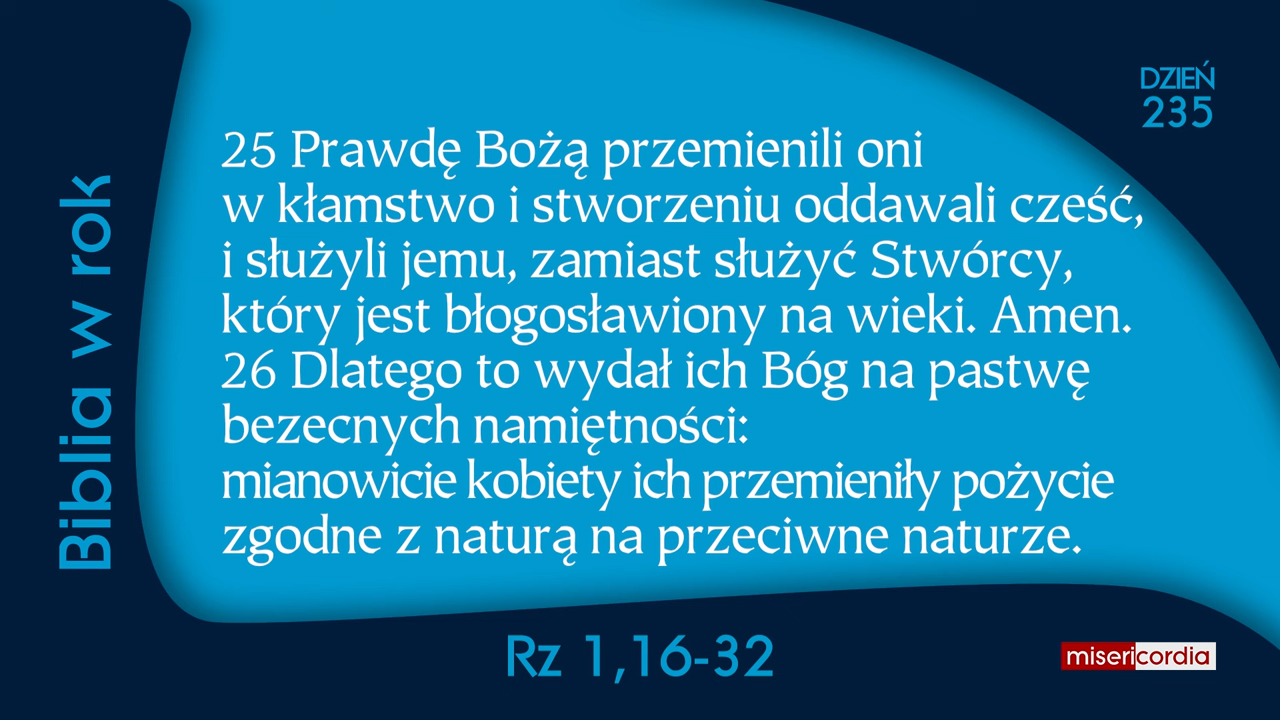 DZIEŃ
235
Biblia w rok
25 Prawdę Bożą przemienili oni
w kłamstwo i stworzeniu oddawali cześć,
i służyli jemu, zamiast służyć Stwórcy,
który jest błogosławiony na wieki. Amen.
26 Dlatego to wydał ich Bóg na pastwę
bezecnych namiętności:
mianowicie kobiety ich przemieniły pożycie
zgodne z naturą na przeciwne naturze.
Rz 1,16-32
misericordia